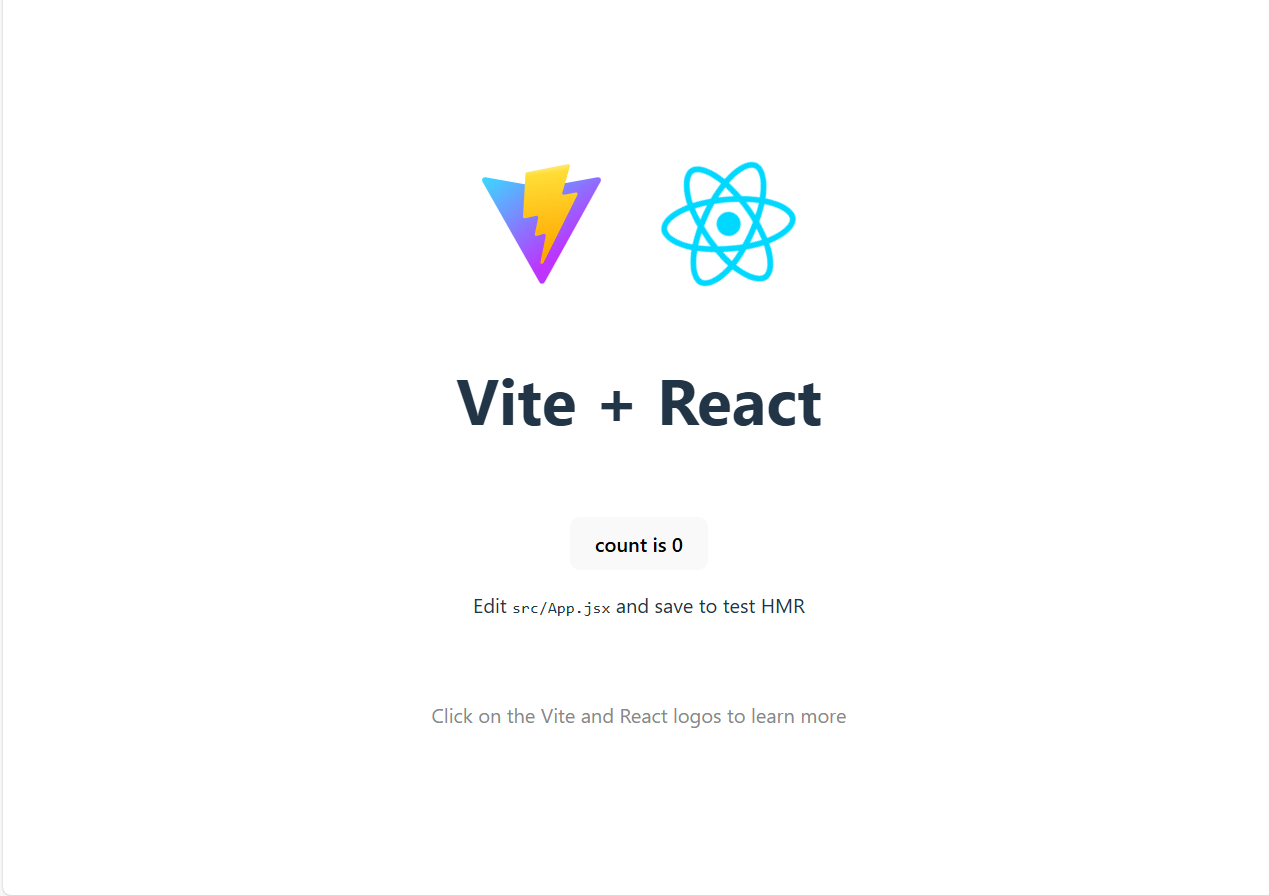 Vite + React
count is 0
Edit src/App.jsx and save to test HMR
Click on the Vite and React logos to learn more